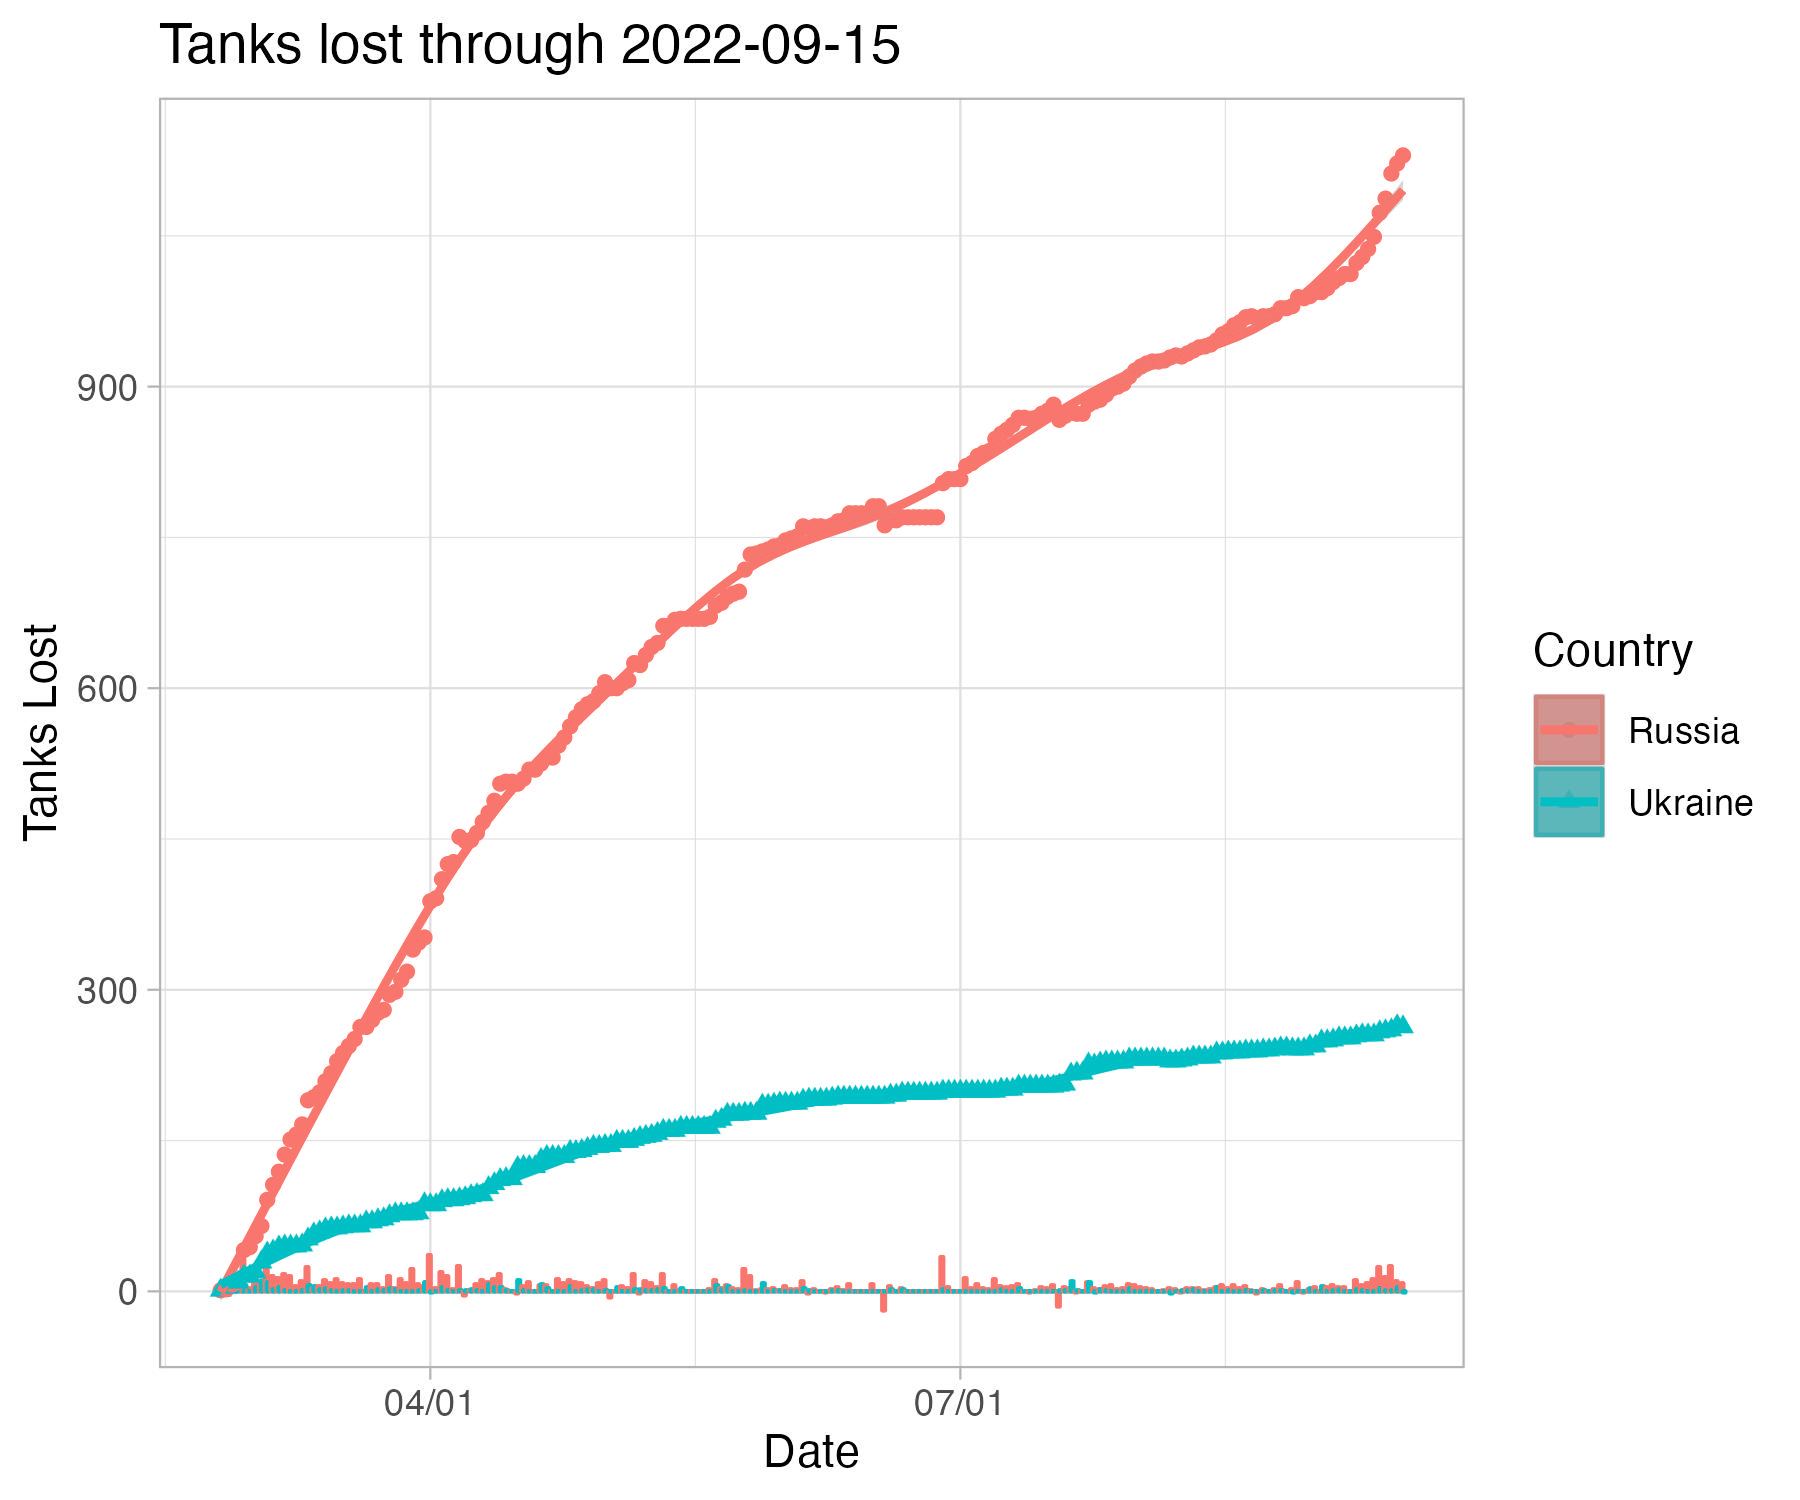 Tanks lost through 2022-09-15
Tanks Lost
900
600
300
0
04/01
07/01
Date
Country
Russia
Ukraine